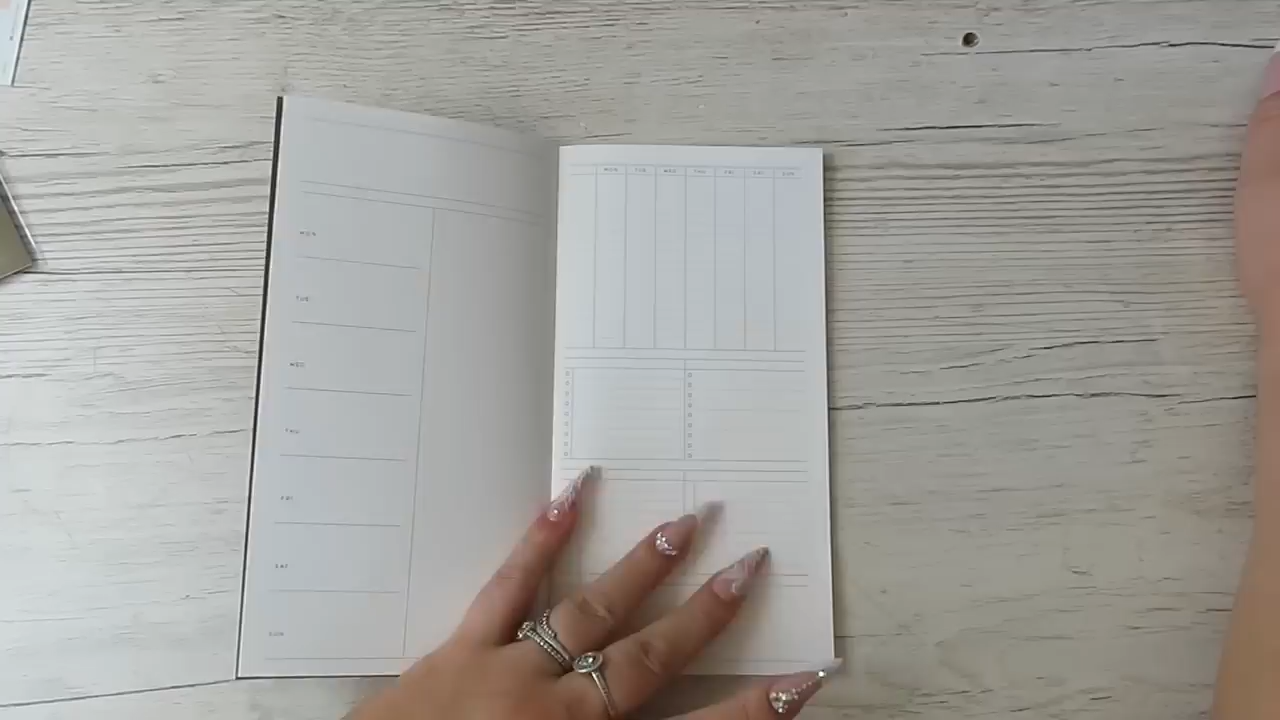 MON
TUE
WED
THU
FRI
SAT
SUN
MON TUE WED THU FRI SAT SUN